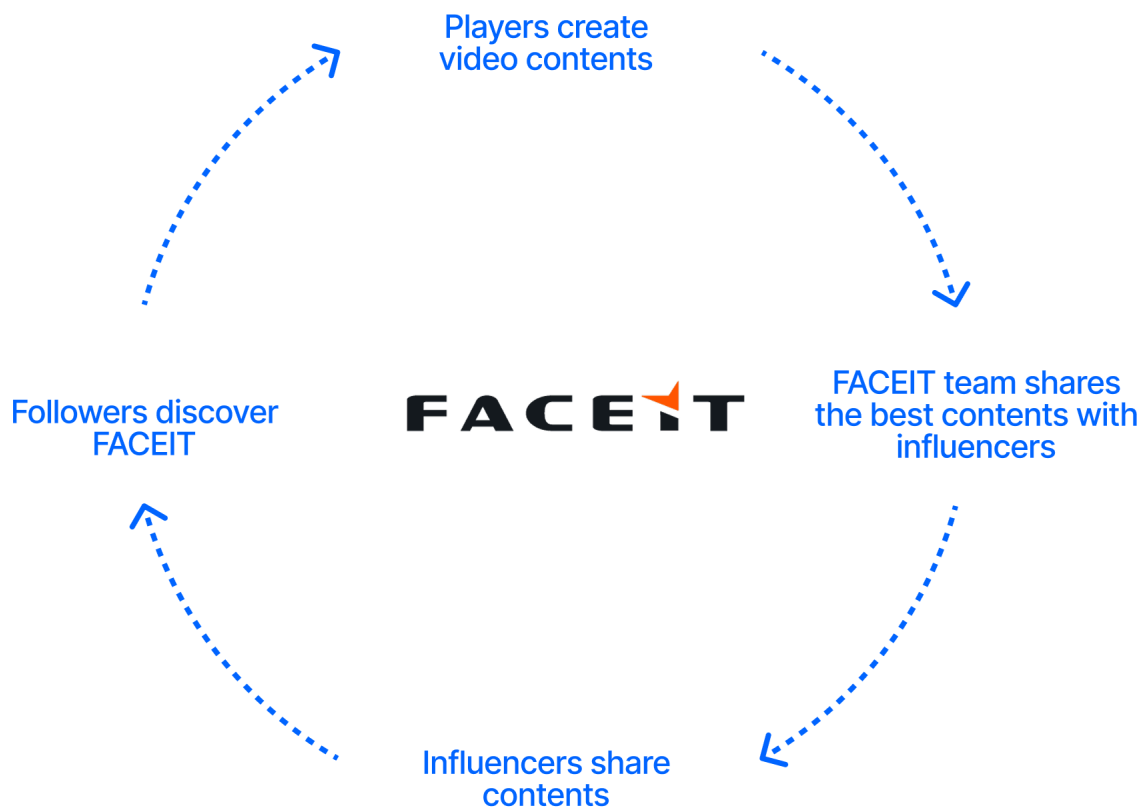 Players create
video contents
FACEIT team shares
the best contents with
influencers
Influencers share
contents
Followers discover
FACEIT
FACEIT